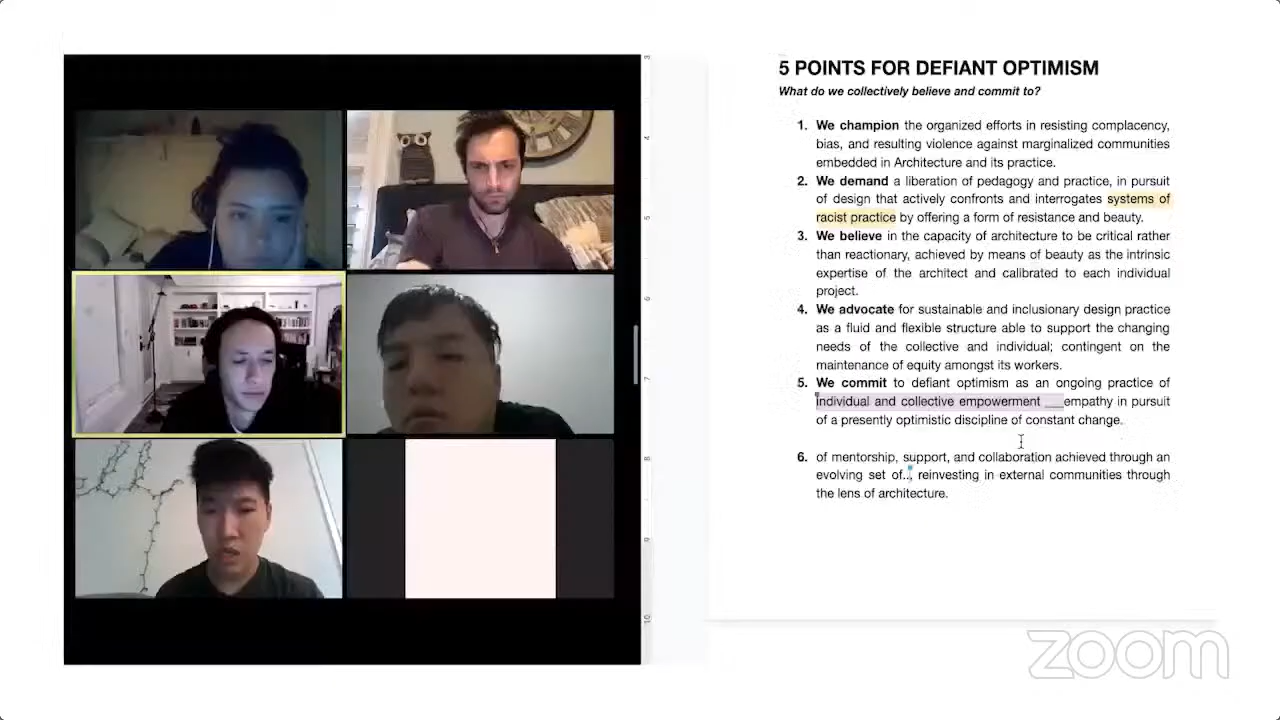 5 POINTS FOR DEFIANT OPTIMISM
What do we collectively believe and commit to?
1. We champion the organized efforts in resisting complacency,
bias, and resulting violence against marginalized communities
embedded in Architecture and its practice.
2. We demand a liberation of pedagogy and practice, in pursuit
of design that actively confronts and interrogates systems of
racist practice by offering a form of resistance and beauty.
3. We believe in the capacity of architecture to be critical rather
than reactionary, achieved by means of beauty as the intrinsic
expertise of the architect and calibrated to each individual
project.
4. We advocate for sustainable and inclusionary design practice
as a fluid and flexible structure able to support the changing
needs of the collective and individual; contingent on the
maintenance of equity amongst its workers.
5. We commit to defiant optimism as an ongoing practice of
individual and collective empowerment ___empathy in pursuit
of a presently optimistic discipline of constant change.
6. of mentorship, support, and collaboration achieved through an
evolving set of..., reinvesting in external communities through
the lens of architecture.
3
4
5
6
7
8
9
10
zoom